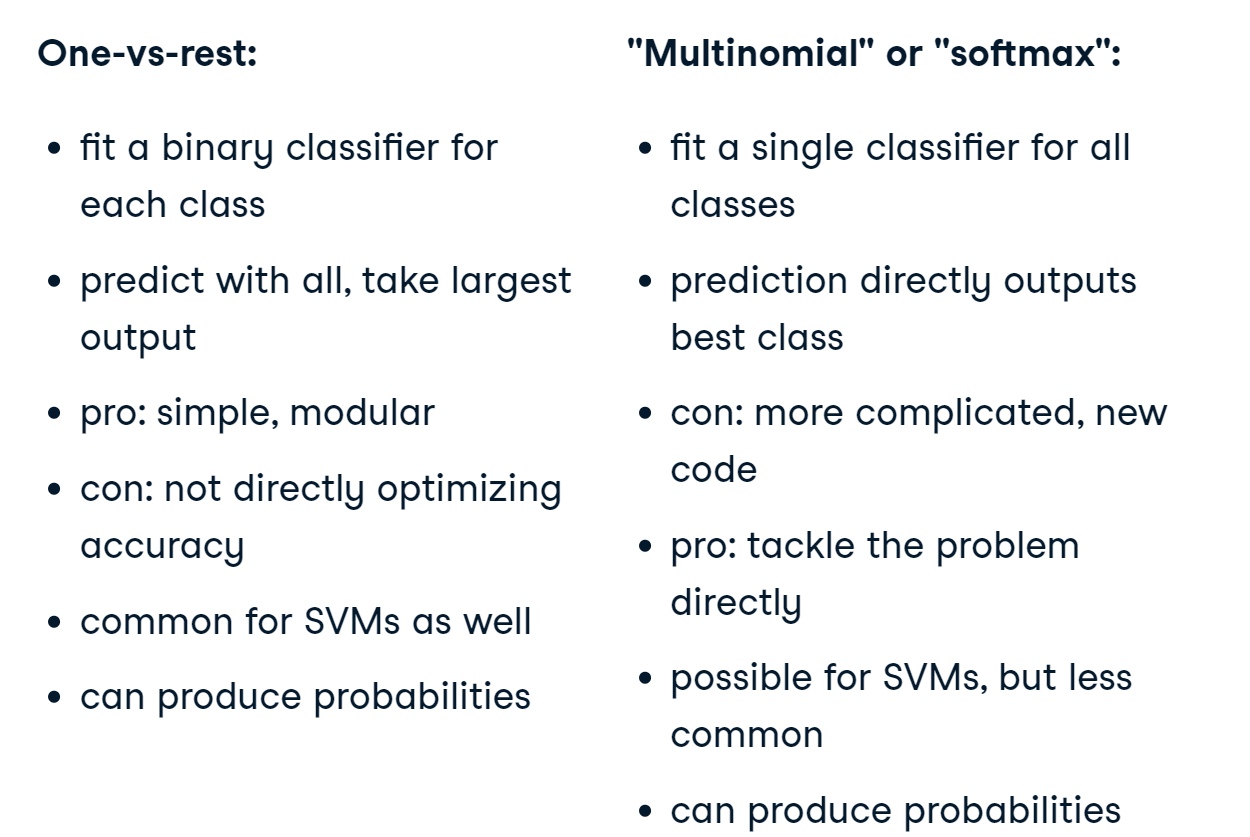 One-vs-rest:
• fit a binary classifier for
each class
• predict with all, take largest
output
• pro: simple, modular
• con: not directly optimizing
accuracy
• common for SVMs as well
• can produce probabilities
"Multinomial" or "softmax":
• fit a single classifier for all
classes
• prediction directly outputs
best class
• con: more complicated, new
code
• pro: tackle the problem
directly
• possible for SVMs, but less
common
• can produce probabilities